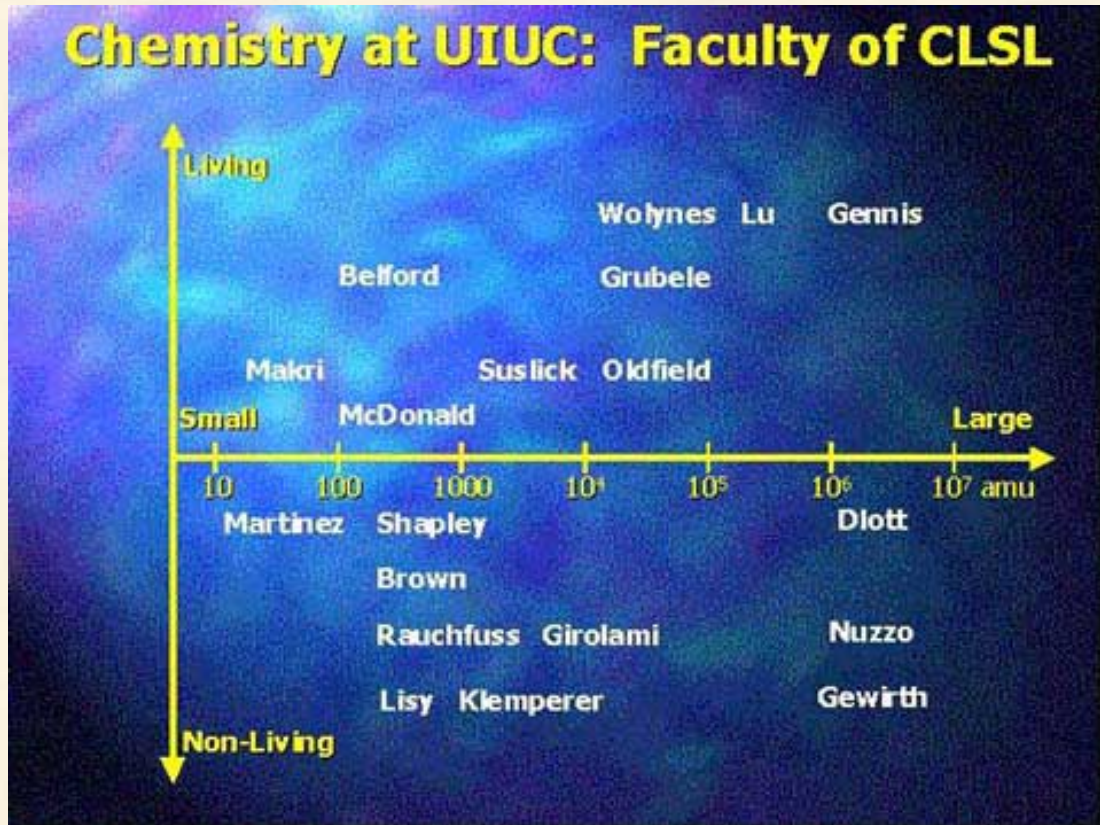 Chemistry at UIUC: Faculty of CLSL
Living
Wolynes Lu Gennis
Belford Grubele
Makri Suslick Oldfield
Small McDonald Large
10 100 1000 10⁴ 10⁵ 10⁶ 10⁷ amu
Martinez Shapley Dlott
Brown
Rauchfuss Girolami Nuzzo
Lisy Klemperer Gewirth
Non-Living